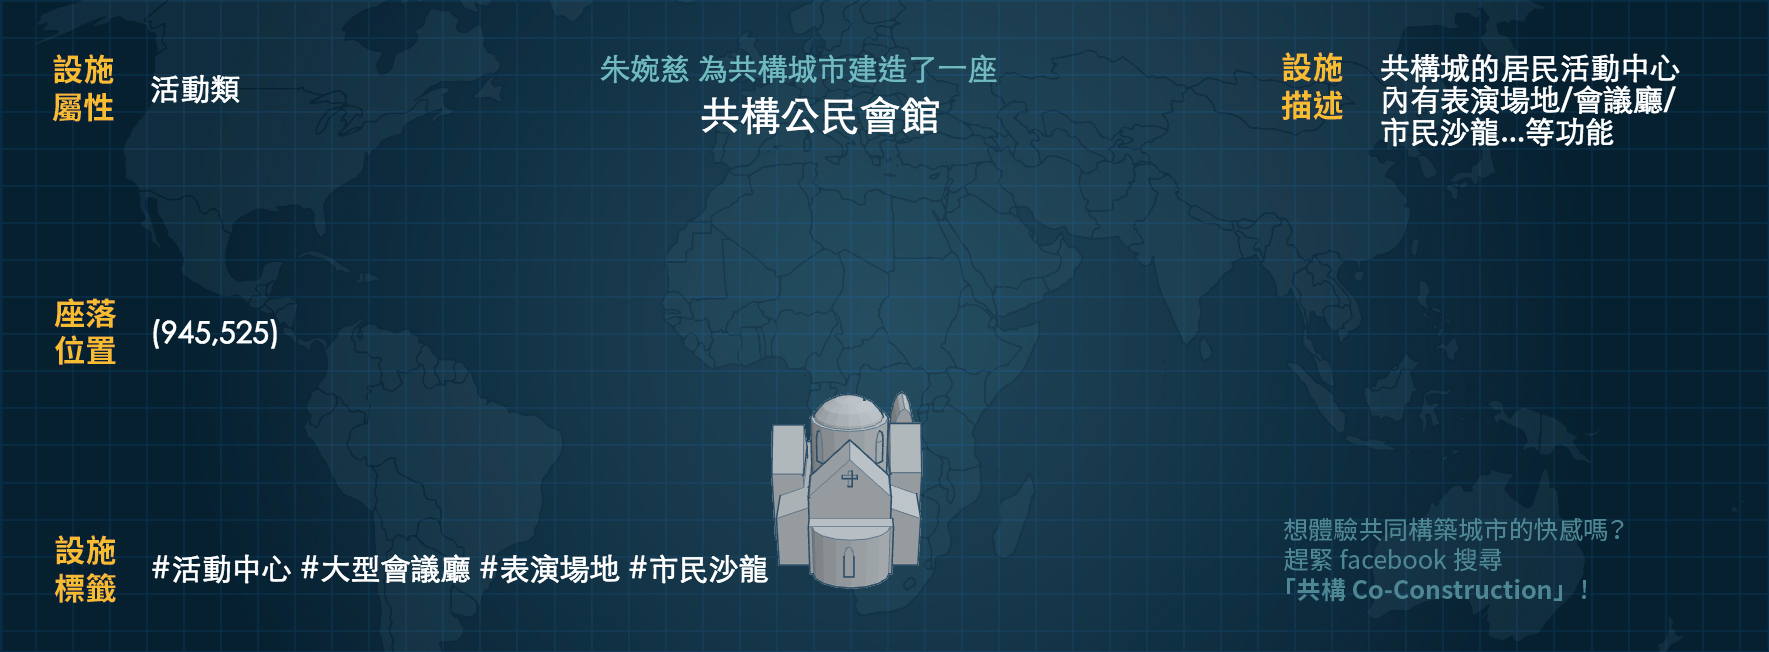 設施
屬性
活動類
朱婉慈 為共構城市建造了一座
共構公民會館
設施
描述
共構城的居民活動中心
內有表演場地/會議廳/
市民沙龍...等功能
座落
位置
(945,525)
設施
標籤
#活動中心 #大型會議廳 #表演場地 #市民沙龍
想體驗共同構築城市的快感嗎？
趕緊 facebook 搜尋
「共構 Co-Construction」！